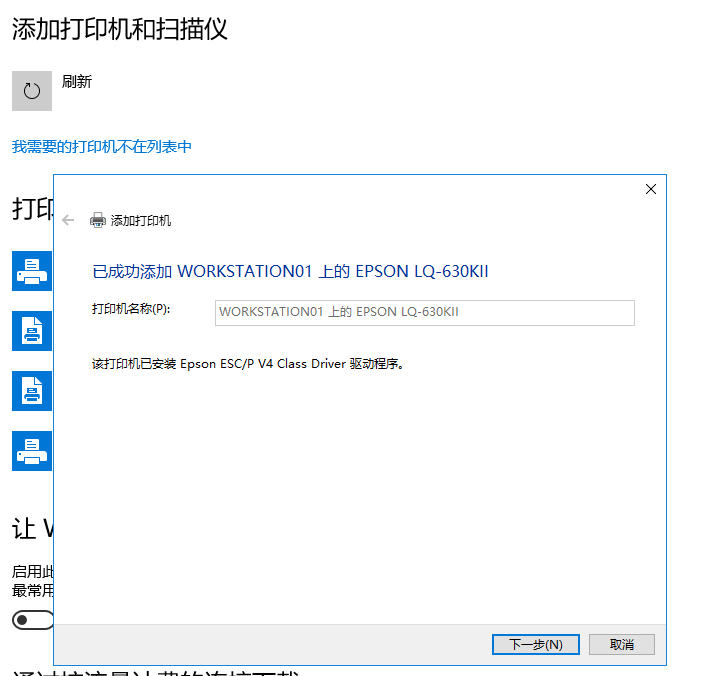 添加打印机和扫描仪
刷新
我需要的打印机不在列表中
打印
添加打印机
已成功添加 WORKSTATION01 上的 EPSON LQ-630KII
打印机名称(P):
WORKSTATION01 上的 EPSON LQ-630KII
该打印机已安装 Epson ESC/P V4 Class Driver 驱动程序。
让 W
启用此
最常用
下一步(N)
取消